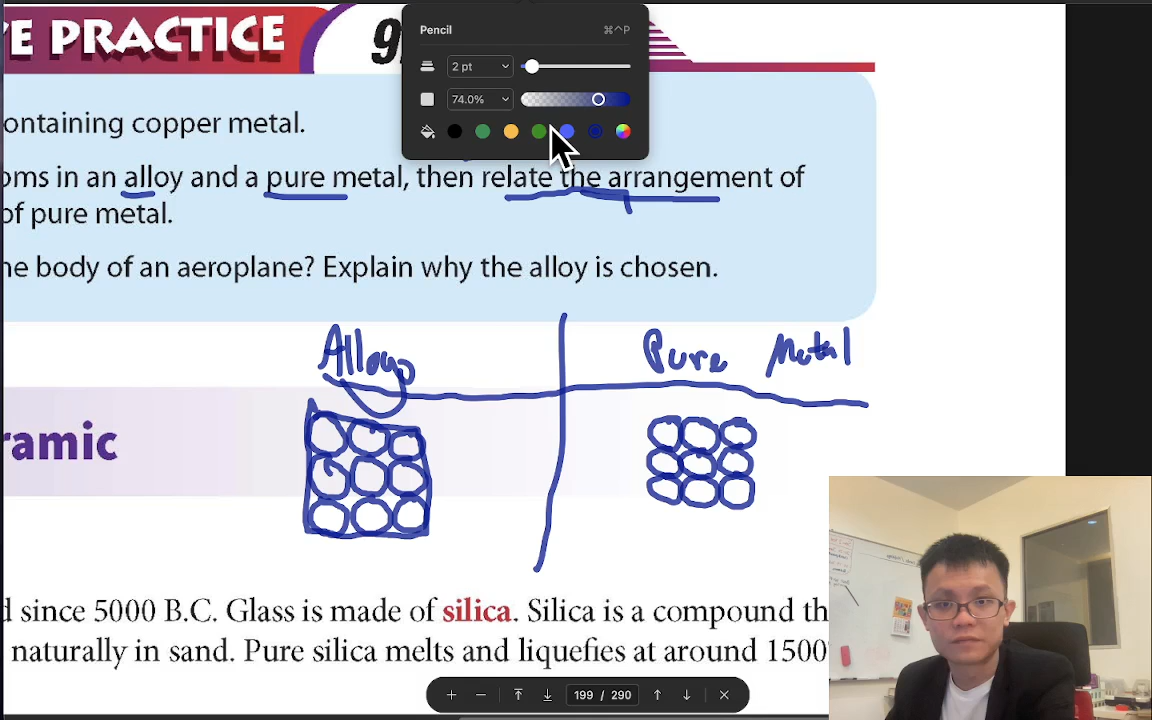 E PRACTICE 9
Pencil ⌘^P
2 pt
74.0%
ontaining copper metal.
oms in an alloy and a pure metal, then relate the arrangement of
of pure metal.
ne body of an aeroplane? Explain why the alloy is chosen.
Alloy Pure Metal
ramic
d since 5000 B.C. Glass is made of silica. Silica is a compound th
naturally in sand. Pure silica melts and liquefies at around 1500
199 / 290